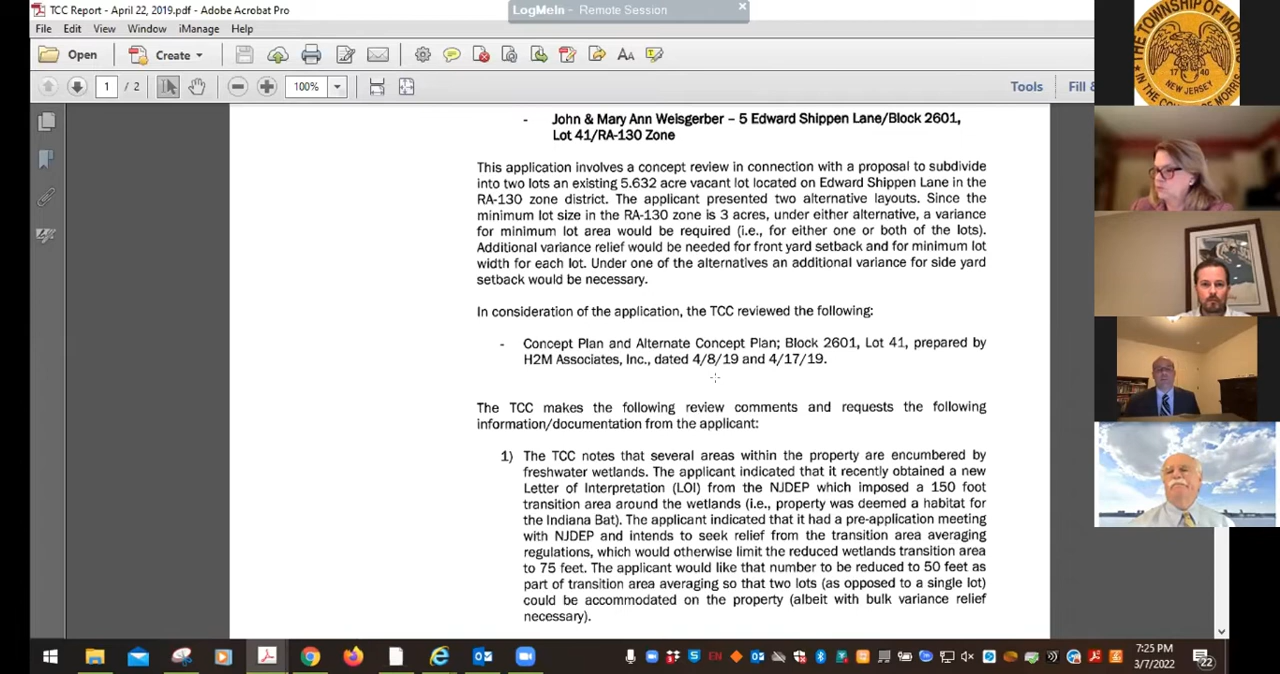 TCC Report - April 22, 2019.pdf - Adobe Acrobat Pro
LogMeIn - Remote Session
File Edit View Window iManage Help
Open Create
1 / 2 100% Tools Fill &
- John & Mary Ann Weisgerber – 5 Edward Shippen Lane/Block 2601,
Lot 41/RA-130 Zone
This application involves a concept review in connection with a proposal to subdivide
into two lots an existing 5.632 acre vacant lot located on Edward Shippen Lane in the
RA-130 zone district. The applicant presented two alternative layouts. Since the
minimum lot size in the RA-130 zone is 3 acres, under either alternative, a variance
for minimum lot area would be required (i.e., for either one or both of the lots).
Additional variance relief would be needed for front yard setback and for minimum lot
width for each lot. Under one of the alternatives an additional variance for side yard
setback would be necessary.
In consideration of the application, the TCC reviewed the following:
- Concept Plan and Alternate Concept Plan; Block 2601, Lot 41, prepared by
H2M Associates, Inc., dated 4/8/19 and 4/17/19.
The TCC makes the following review comments and requests the following
information/documentation from the applicant:
1) The TCC notes that several areas within the property are encumbered by
freshwater wetlands. The applicant indicated that it recently obtained a new
Letter of Interpretation (LOI) from the NJDEP which imposed a 150 foot
transition area around the wetlands (i.e., property was deemed a habitat for
the Indiana Bat). The applicant indicated that it had a pre-application meeting
with NJDEP and intends to seek relief from the transition area averaging
regulations, which would otherwise limit the reduced wetlands transition area
to 75 feet. The applicant would like that number to be reduced to 50 feet as
part of transition area averaging so that two lots (as opposed to a single lot)
could be accommodated on the property (albeit with bulk variance relief
necessary).
THE TOWNSHIP OF MORRIS
17 40
NEW JERSEY
IN THE COUNTY OF MORRIS
EN
7:25 PM
3/7/2022
22